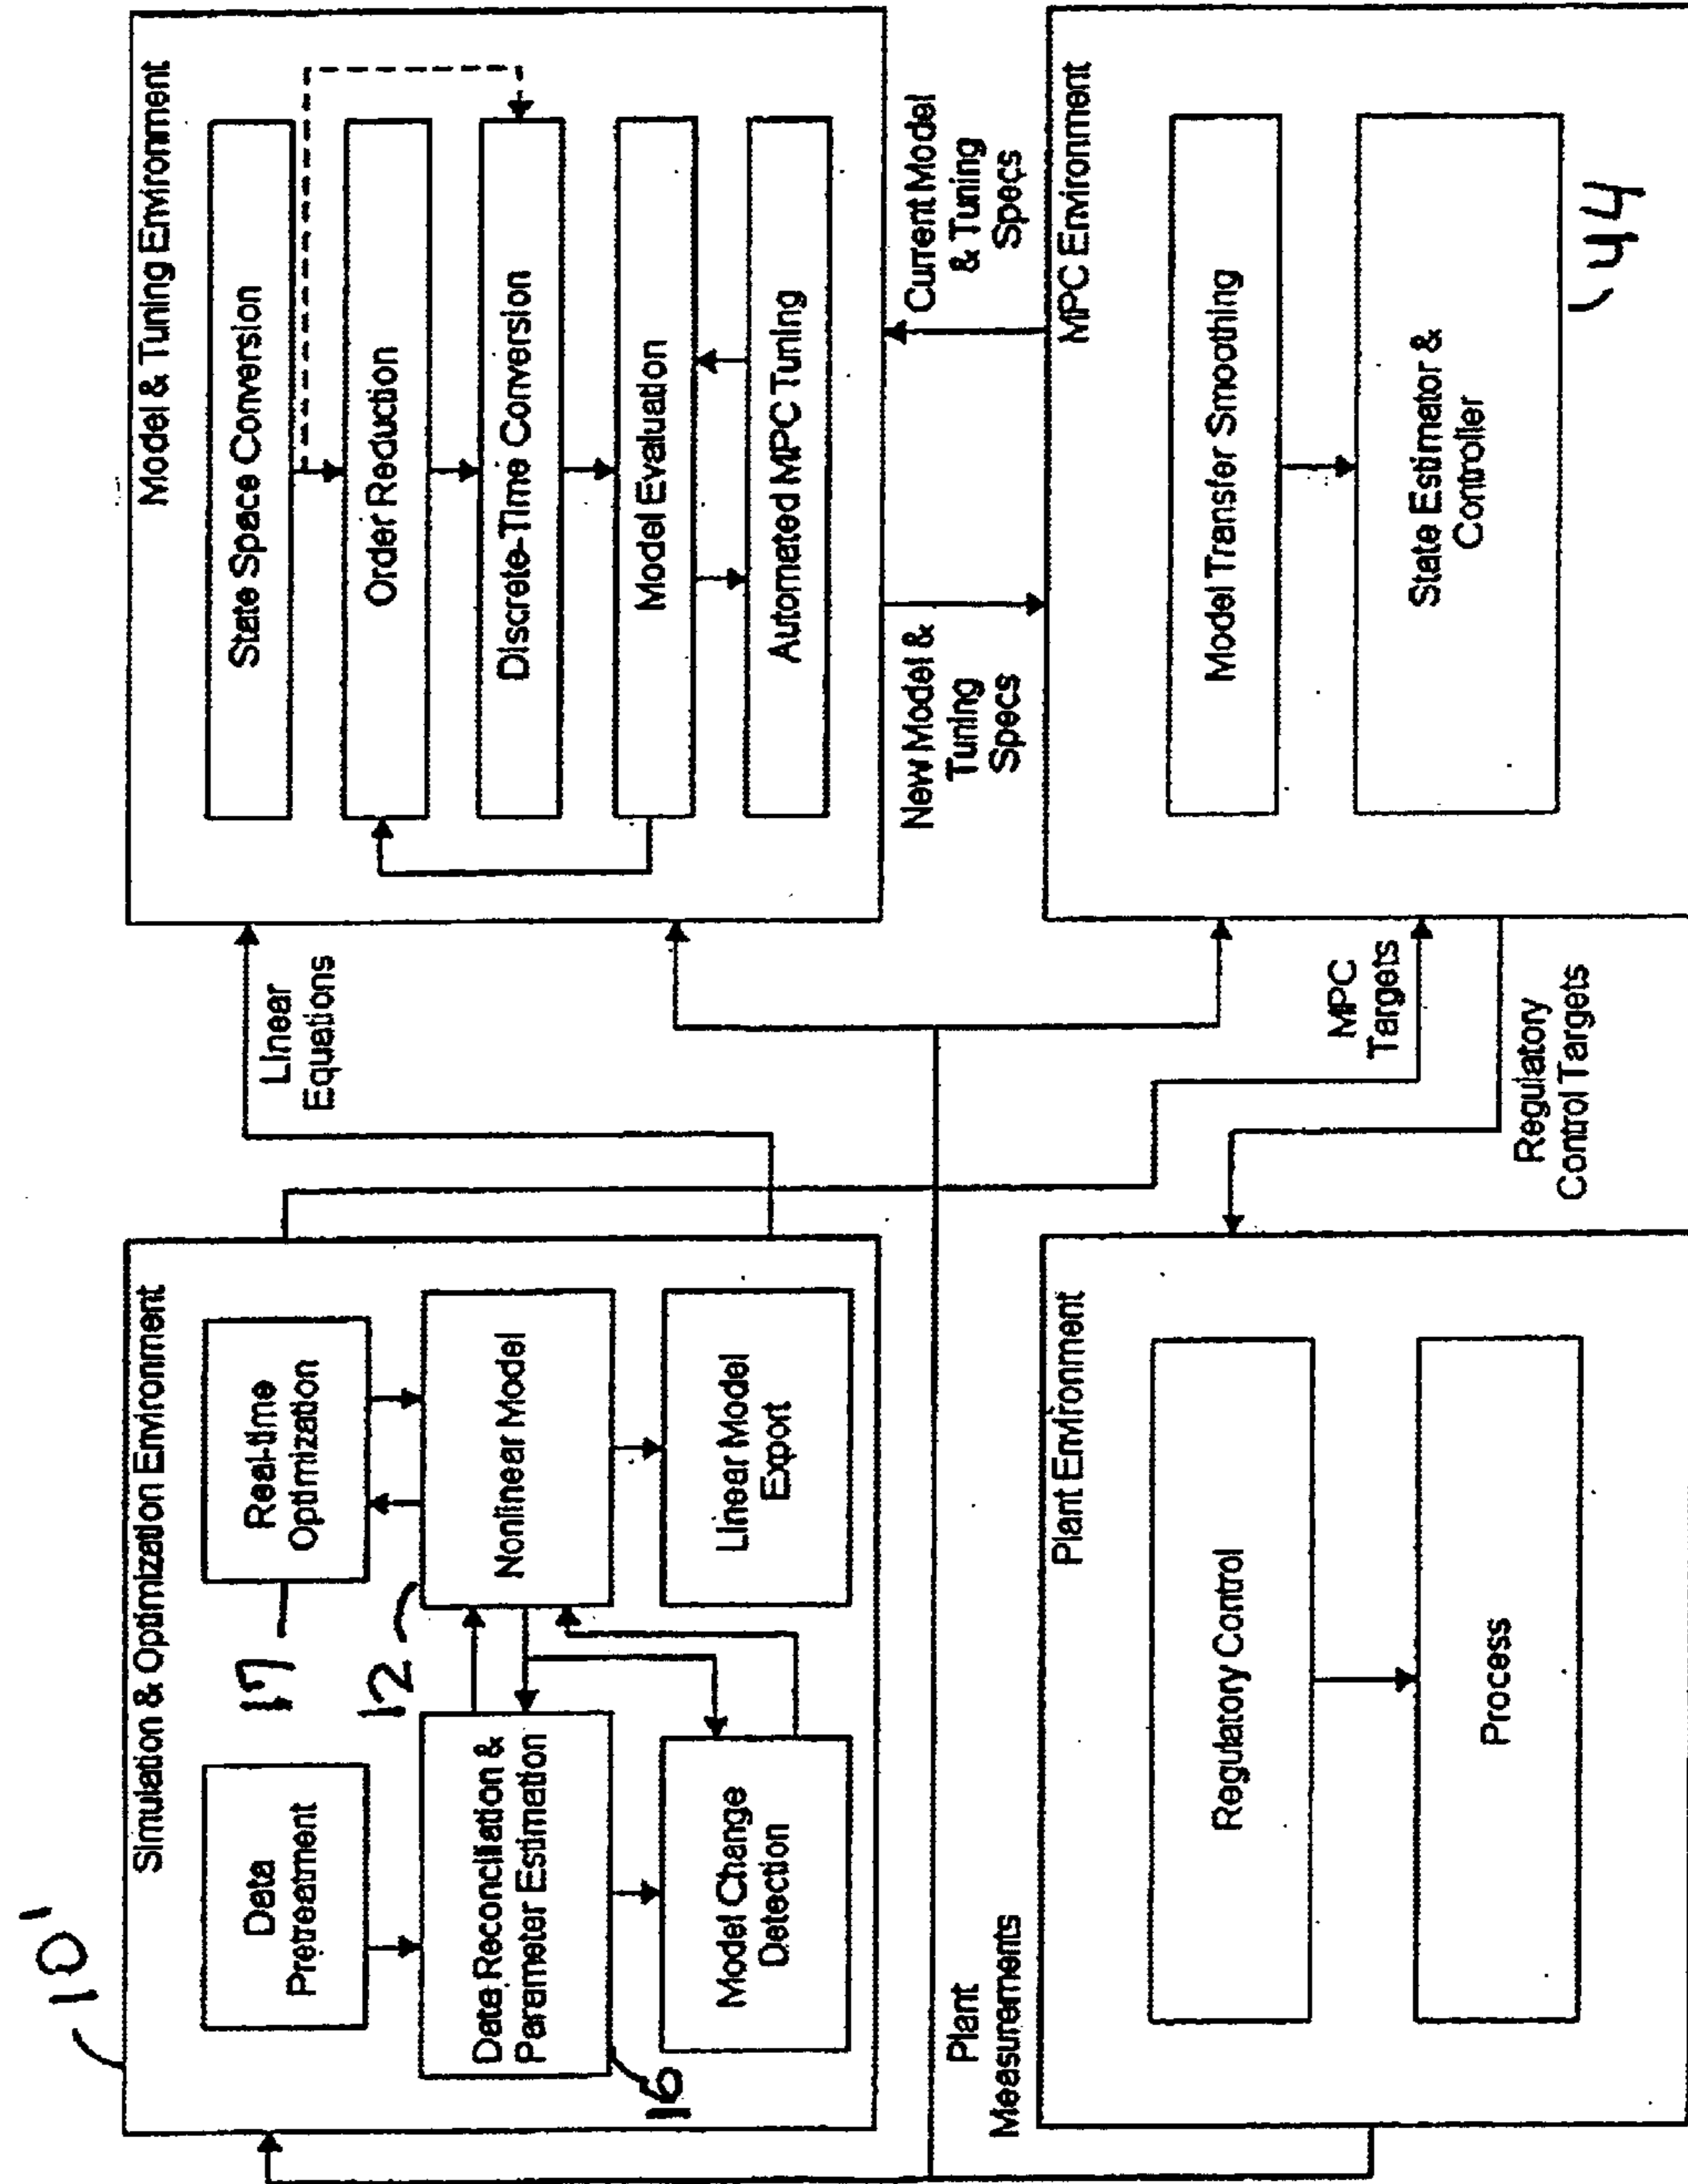 10'
Simulation & Optimization Environment
Data
Pretreatment
17
Real-time
Optimization
12
Data Reconciliation &
Parameter Estimation
16
Nonlinear Model
Model Change
Detection
Linear Model
Export
Linear
Equations
Model & Tuning Environment
State Space Conversion
Order Reduction
Discrete-Time Conversion
Model Evaluation
Automated MPC Tuning
Plant
Measurements
New Model &
Tuning
Specs
Current Model
& Tuning
Specs
Plant Environment
Regulatory Control
Process
MPC
Targets
Regulatory
Control Targets
MPC Environment
Model Transfer Smoothing
State Estimator &
Controller
44